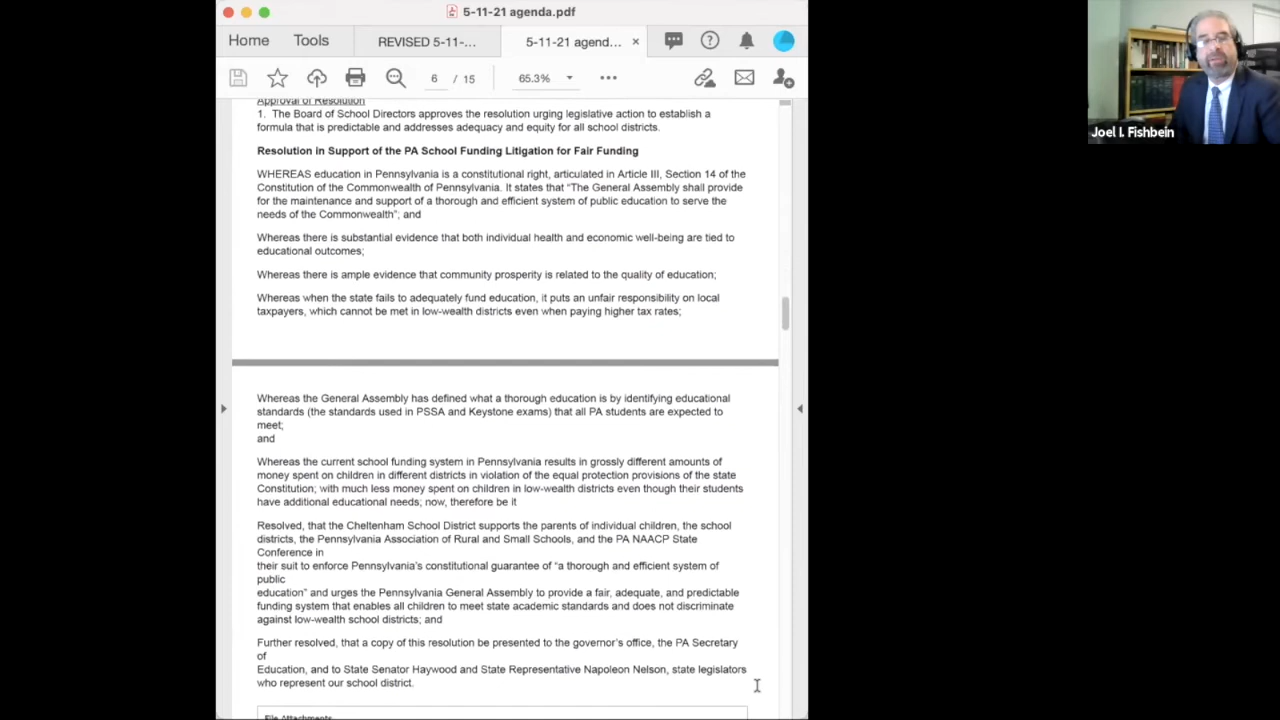 5-11-21 agenda.pdf
Home
Tools
REVISED 5-11-...
5-11-21 agend...
6 / 15
65.3%
Approval of Resolution
1. The Board of School Directors approves the resolution urging legislative action to establish a
formula that is predictable and addresses adequacy and equity for all school districts.
Resolution in Support of the PA School Funding Litigation for Fair Funding
WHEREAS education in Pennsylvania is a constitutional right, articulated in Article III, Section 14 of the
Constitution of the Commonwealth of Pennsylvania. It states that “The General Assembly shall provide
for the maintenance and support of a thorough and efficient system of public education to serve the
needs of the Commonwealth”; and
Whereas there is substantial evidence that both individual health and economic well-being are tied to
educational outcomes;
Whereas there is ample evidence that community prosperity is related to the quality of education;
Whereas when the state fails to adequately fund education, it puts an unfair responsibility on local
taxpayers, which cannot be met in low-wealth districts even when paying higher tax rates;
Whereas the General Assembly has defined what a thorough education is by identifying educational
standards (the standards used in PSSA and Keystone exams) that all PA students are expected to
meet;
and
Whereas the current school funding system in Pennsylvania results in grossly different amounts of
money spent on children in different districts in violation of the equal protection provisions of the state
Constitution; with much less money spent on children in low-wealth districts even though their students
have additional educational needs; now, therefore be it
Resolved, that the Cheltenham School District supports the parents of individual children, the school
districts, the Pennsylvania Association of Rural and Small Schools, and the PA NAACP State
Conference in
their suit to enforce Pennsylvania’s constitutional guarantee of “a thorough and efficient system of
public
education” and urges the Pennsylvania General Assembly to provide a fair, adequate, and predictable
funding system that enables all children to meet state academic standards and does not discriminate
against low-wealth school districts; and
Further resolved, that a copy of this resolution be presented to the governor’s office, the PA Secretary
of
Education, and to State Senator Haywood and State Representative Napoleon Nelson, state legislators
who represent our school district.
File Attachments
Joel I. Fishbein